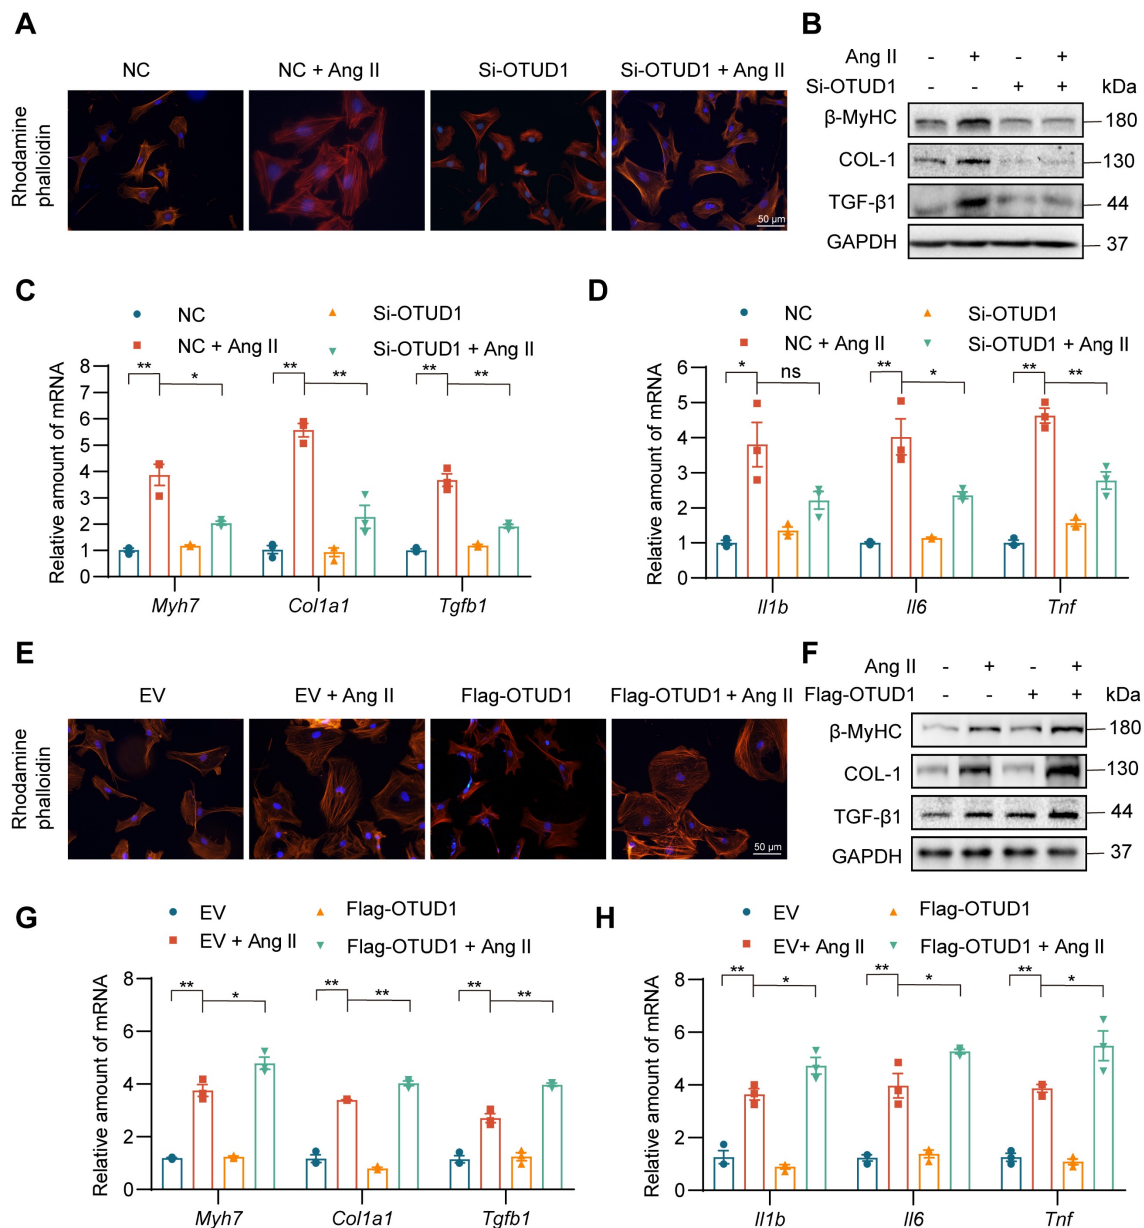 A
NC
NC + Ang II
Si-OTUD1
Si-OTUD1 + Ang II
Rhodamine
phalloidin
50 μm
B
Ang II - + - +
Si-OTUD1 - - + + kDa
β-MyHC 180
COL-1 130
TGF-β1 44
GAPDH 37
C
NC
Si-OTUD1
NC + Ang II
Si-OTUD1 + Ang II
Relative amount of mRNA
8
7
6
5
4
3
2
1
0
** * ** ** ** **
Myh7 Col1a1 Tgfb1
D
NC
Si-OTUD1
NC + Ang II
Si-OTUD1 + Ang II
Relative amount of mRNA
6
5
4
3
2
1
0
* ns ** * ** **
Il1b Il6 Tnf
E
EV
EV + Ang II
Flag-OTUD1
Flag-OTUD1 + Ang II
Rhodamine
phalloidin
50 μm
F
Ang II - + - +
Flag-OTUD1 - - + + kDa
β-MyHC 180
COL-1 130
TGF-β1 44
GAPDH 37
G
EV
Flag-OTUD1
EV + Ang II
Flag-OTUD1 + Ang II
Relative amount of mRNA
8
6
4
2
0
** * ** ** ** **
Myh7 Col1a1 Tgfb1
H
EV
Flag-OTUD1
EV+ Ang II
Flag-OTUD1 + Ang II
Relative amount of mRNA
8
6
4
2
0
** * ** * ** *
Il1b Il6 Tnf